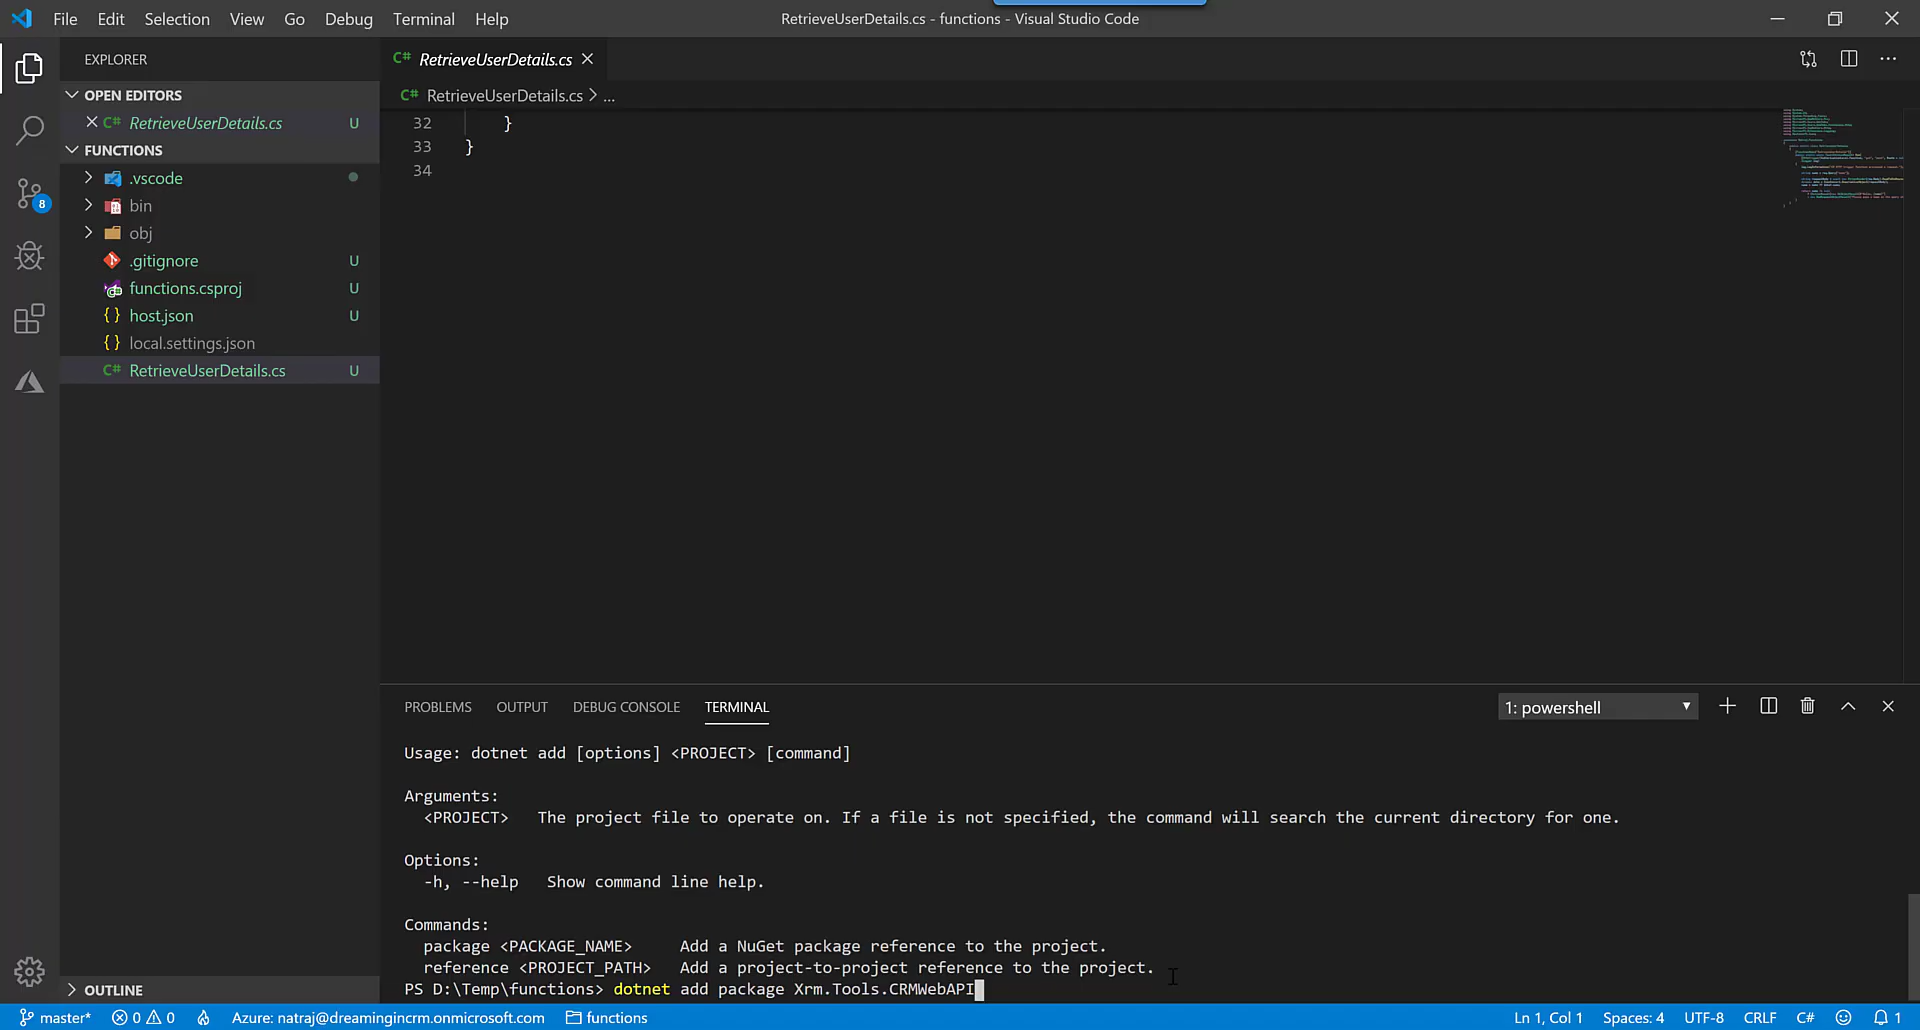 File Edit Selection View Go Debug Terminal Help
RetrieveUserDetails.cs - functions - Visual Studio Code
EXPLORER
OPEN EDITORS
C# RetrieveUserDetails.cs U
FUNCTIONS
.vscode
bin
obj
.gitignore U
functions.csproj U
{ } host.json U
{ } local.settings.json
C# RetrieveUserDetails.cs U
OUTLINE
8
C# RetrieveUserDetails.cs
C# RetrieveUserDetails.cs > ...
32 }
33 }
34
PROBLEMS OUTPUT DEBUG CONSOLE TERMINAL
1: powershell
Usage: dotnet add [options] <PROJECT> [command]
Arguments:
<PROJECT> The project file to operate on. If a file is not specified, the command will search the current directory for one.
Options:
-h, --help Show command line help.
Commands:
package <PACKAGE_NAME> Add a NuGet package reference to the project.
reference <PROJECT_PATH> Add a project-to-project reference to the project.
PS D:\Temp\functions> dotnet add package Xrm.Tools.CRMWebAPI
master* 0 0 Azure: natraj@dreamingincrm.onmicrosoft.com functions
Ln 1, Col 1 Spaces: 4 UTF-8 CRLF C# 1